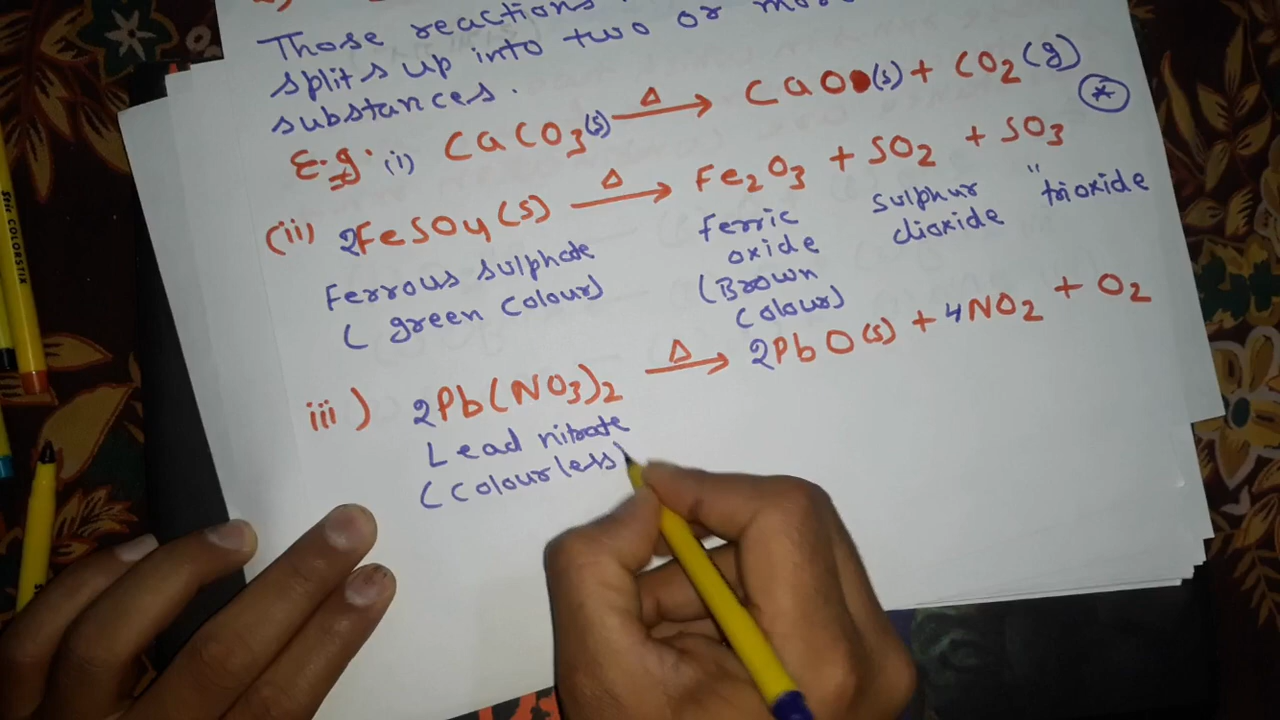 Those reactions
splits up into two or
substances.
E.g. (i) CaCO3(s) —Δ→ CaO(s) + CO2(g) *
(ii) 2FeSO4(s) —Δ→ Fe2O3 + SO2 + SO3
Ferrous sulphate Ferric oxide sulphur dioxide " trioxide
( green colour) (Brown colour)
iii) 2Pb(NO3)2 —Δ→ 2PbO(s) + 4NO2 + O2
Lead nitrate
(colourless)